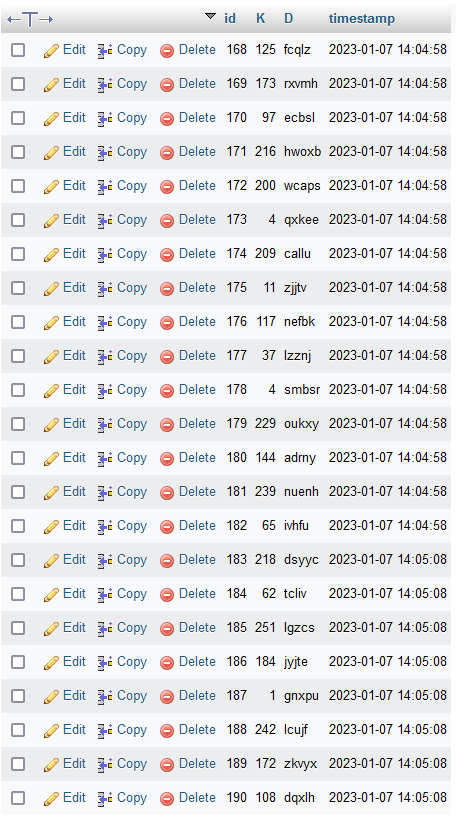 id K D timestamp
Edit Copy Delete 168 125 fcqlz 2023-01-07 14:04:58
Edit Copy Delete 169 173 rxvmh 2023-01-07 14:04:58
Edit Copy Delete 170 97 ecbsl 2023-01-07 14:04:58
Edit Copy Delete 171 216 hwoxb 2023-01-07 14:04:58
Edit Copy Delete 172 200 wcaps 2023-01-07 14:04:58
Edit Copy Delete 173 4 qxkee 2023-01-07 14:04:58
Edit Copy Delete 174 209 callu 2023-01-07 14:04:58
Edit Copy Delete 175 11 zjjtv 2023-01-07 14:04:58
Edit Copy Delete 176 117 nefbk 2023-01-07 14:04:58
Edit Copy Delete 177 37 lzznj 2023-01-07 14:04:58
Edit Copy Delete 178 4 smbsr 2023-01-07 14:04:58
Edit Copy Delete 179 229 oukxy 2023-01-07 14:04:58
Edit Copy Delete 180 144 adrny 2023-01-07 14:04:58
Edit Copy Delete 181 239 nuenh 2023-01-07 14:04:58
Edit Copy Delete 182 65 ivhfu 2023-01-07 14:04:58
Edit Copy Delete 183 218 dsyyc 2023-01-07 14:05:08
Edit Copy Delete 184 62 tcliv 2023-01-07 14:05:08
Edit Copy Delete 185 251 lgzcs 2023-01-07 14:05:08
Edit Copy Delete 186 184 jyjte 2023-01-07 14:05:08
Edit Copy Delete 187 1 gnxpu 2023-01-07 14:05:08
Edit Copy Delete 188 242 lcujf 2023-01-07 14:05:08
Edit Copy Delete 189 172 zkvyx 2023-01-07 14:05:08
Edit Copy Delete 190 108 dqxlh 2023-01-07 14:05:08